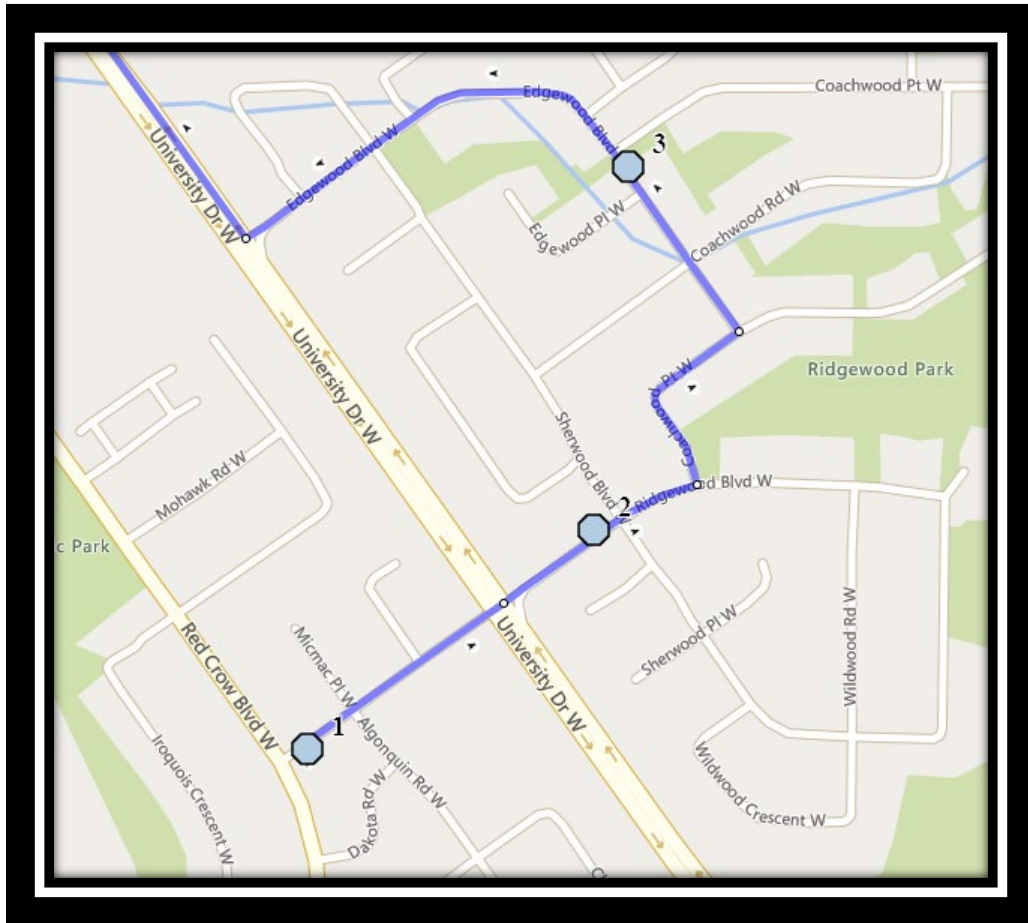 Coachwood Pt W
Edgewood Blvd
3
University Dr W
Edgewood Blvd W
Edgewood Pl W
Coachwood Rd W
University Dr W
Coachwood Pt W
Ridgewood Park
Mohawk Rd W
Sherwood Blvd W
2
Ridgewood Blvd W
c Park
Red Crow Blvd W
Micmac Pl W
University Dr W
Sherwood Pl W
Wildwood Rd W
1
Algonquin Rd W
Iroquois Crescent W
Dakota Rd W
Wildwood Crescent W